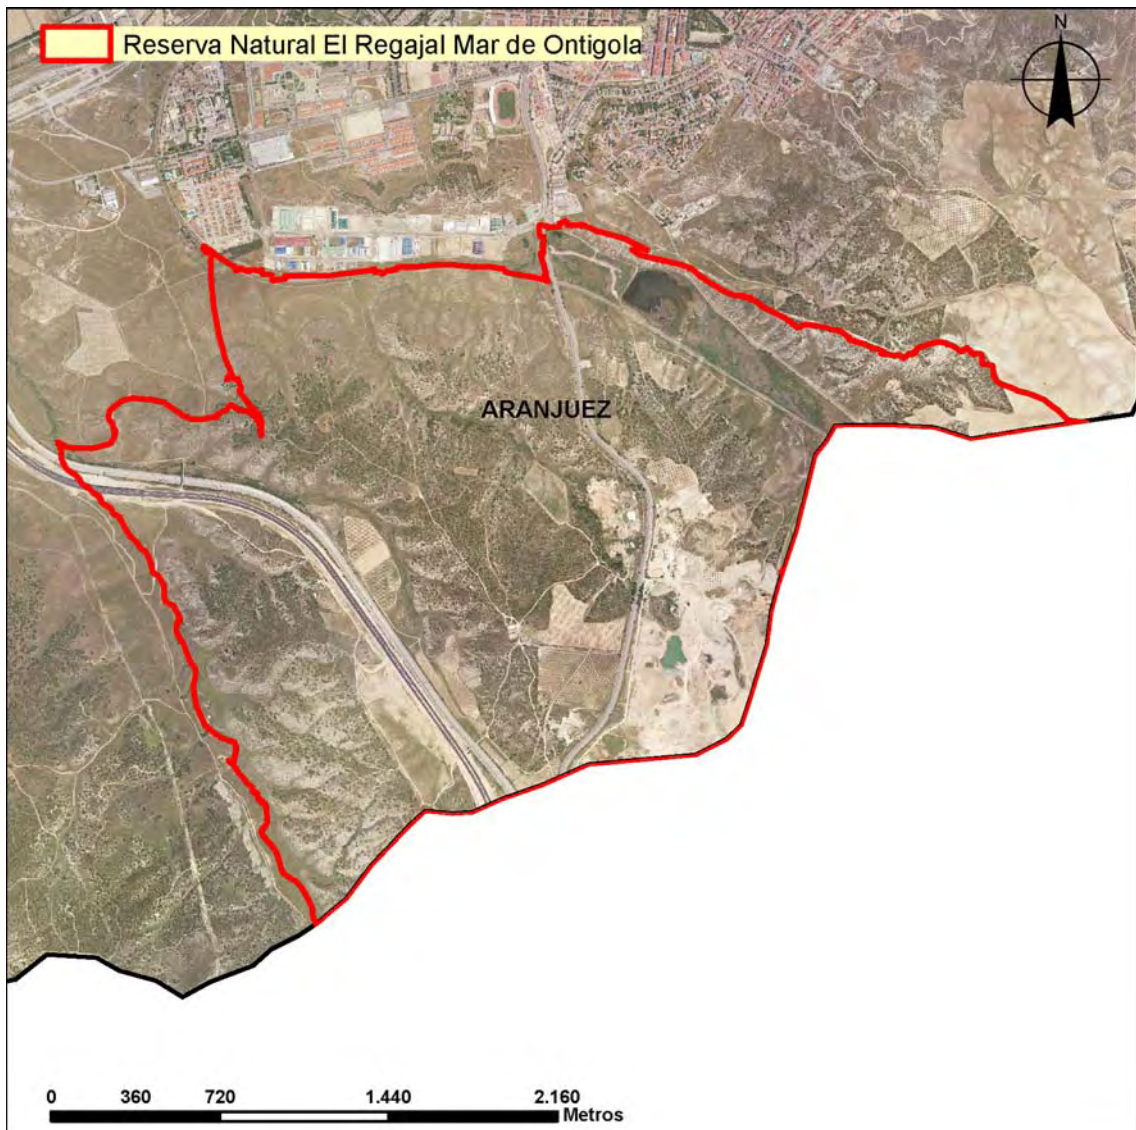 Reserva Natural El Regajal Mar de Ontigola
N
ARANJUEZ
0 360 720 1.440 2.160
Metros